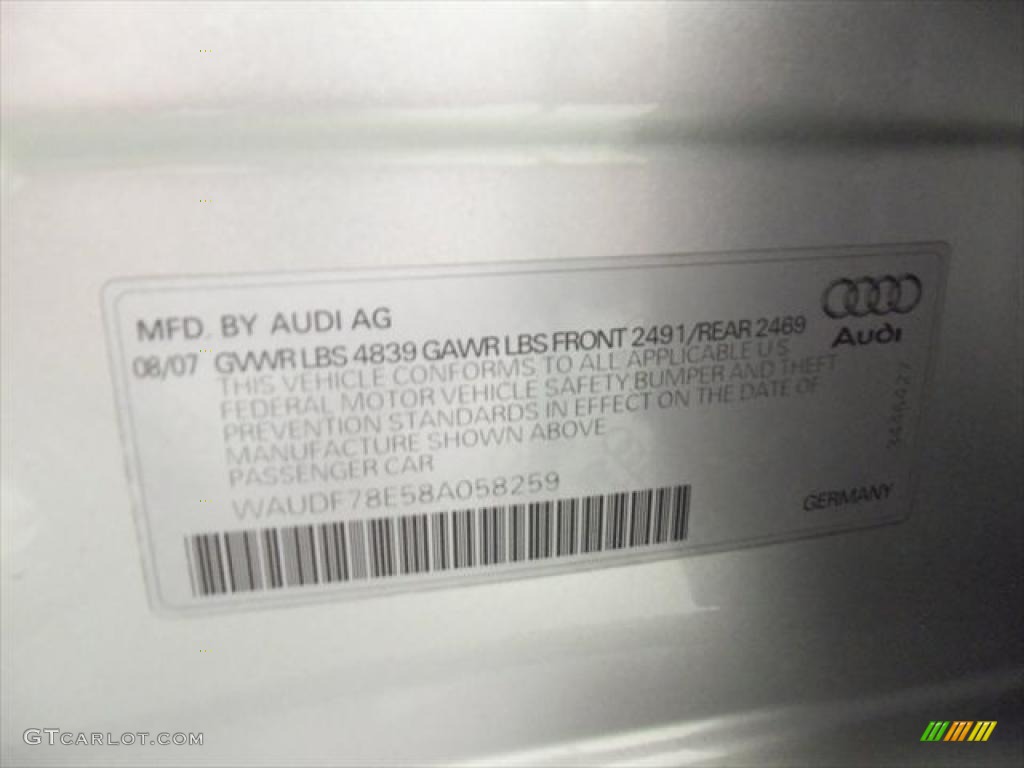 MFD. BY AUDI AG
08/07 GVWR LBS 4839 GAWR LBS FRONT 2491/REAR 2469
THIS VEHICLE CONFORMS TO ALL APPLICABLE U S
FEDERAL MOTOR VEHICLE SAFETY BUMPER AND THEFT
PREVENTION STANDARDS IN EFFECT ON THE DATE OF
MANUFACTURE SHOWN ABOVE
PASSENGER CAR
WAUDF78E58A058259
Audi
GERMANY
GTCARLOT.COM